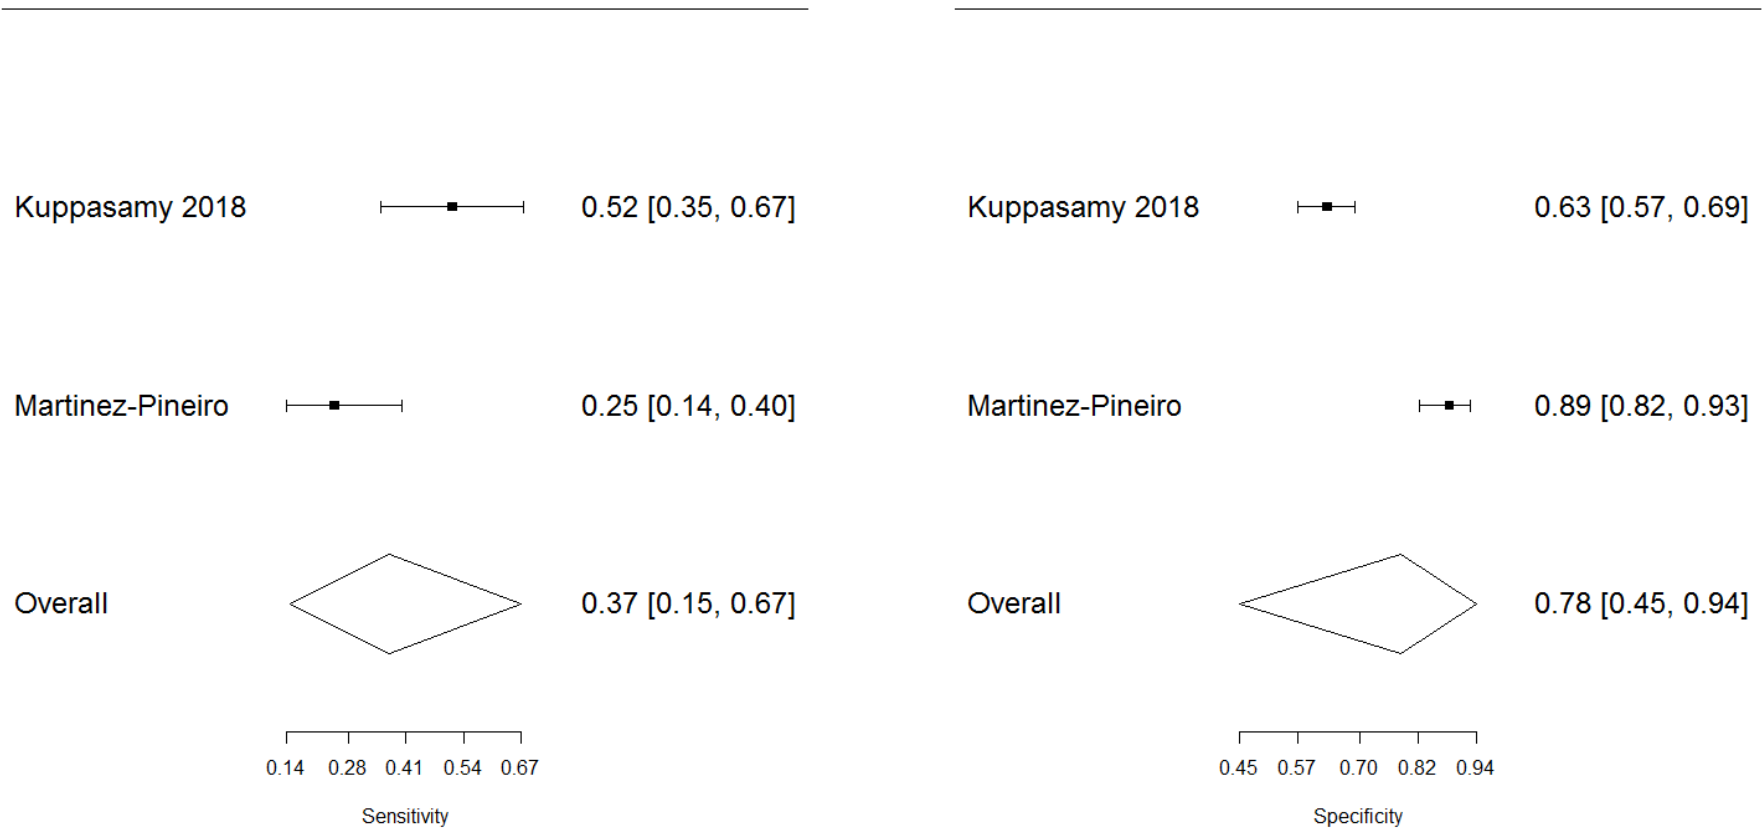 Kuppasamy 2018 0.52 [0.35, 0.67]
Martinez-Pineiro 0.25 [0.14, 0.40]
Overall 0.37 [0.15, 0.67]
0.14 0.28 0.41 0.54 0.67
Sensitivity
Kuppasamy 2018 0.63 [0.57, 0.69]
Martinez-Pineiro 0.89 [0.82, 0.93]
Overall 0.78 [0.45, 0.94]
0.45 0.57 0.70 0.82 0.94
Specificity